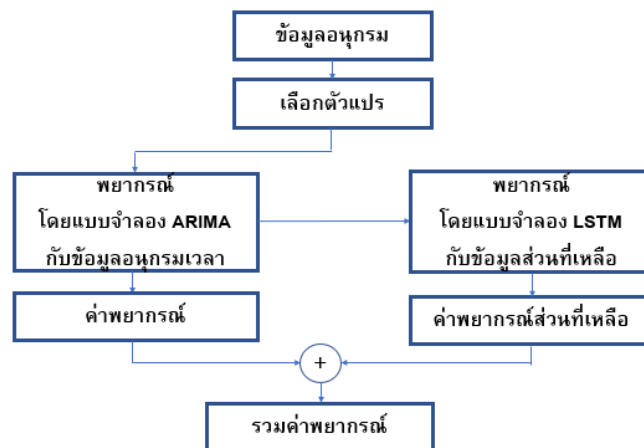 ข้อมูลอนุกรม
เลือกตัวแปร
พยากรณ์
โดยแบบจำลอง ARIMA
กับข้อมูลอนุกรมเวลา
พยากรณ์
โดยแบบจำลอง LSTM
กับข้อมูลส่วนที่เหลือ
ค่าพยากรณ์
ค่าพยากรณ์ส่วนที่เหลือ
+
รวมค่าพยากรณ์